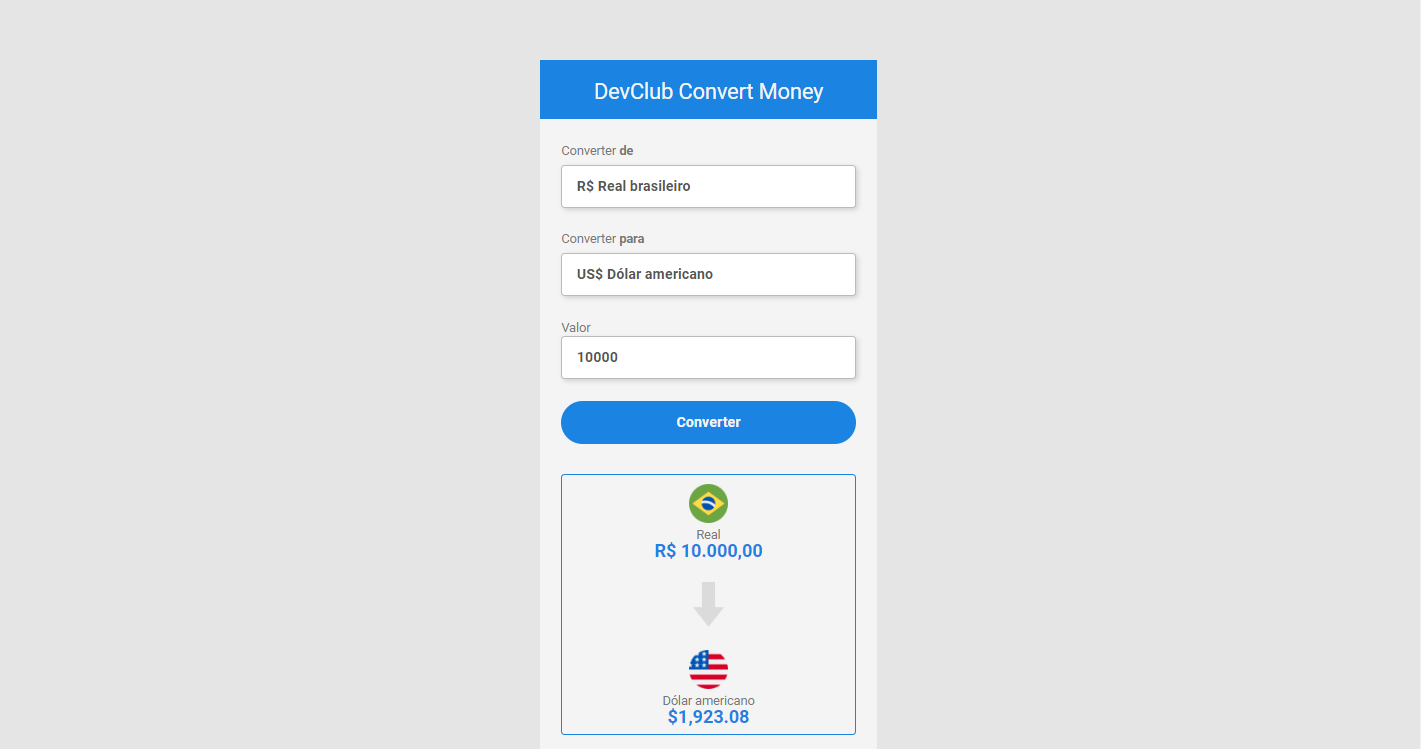 DevClub Convert Money
Converter de
R$ Real brasileiro
Converter para
US$ Dólar americano
Valor
10000
Converter
Real
R$ 10.000,00
Dólar americano
$1,923.08